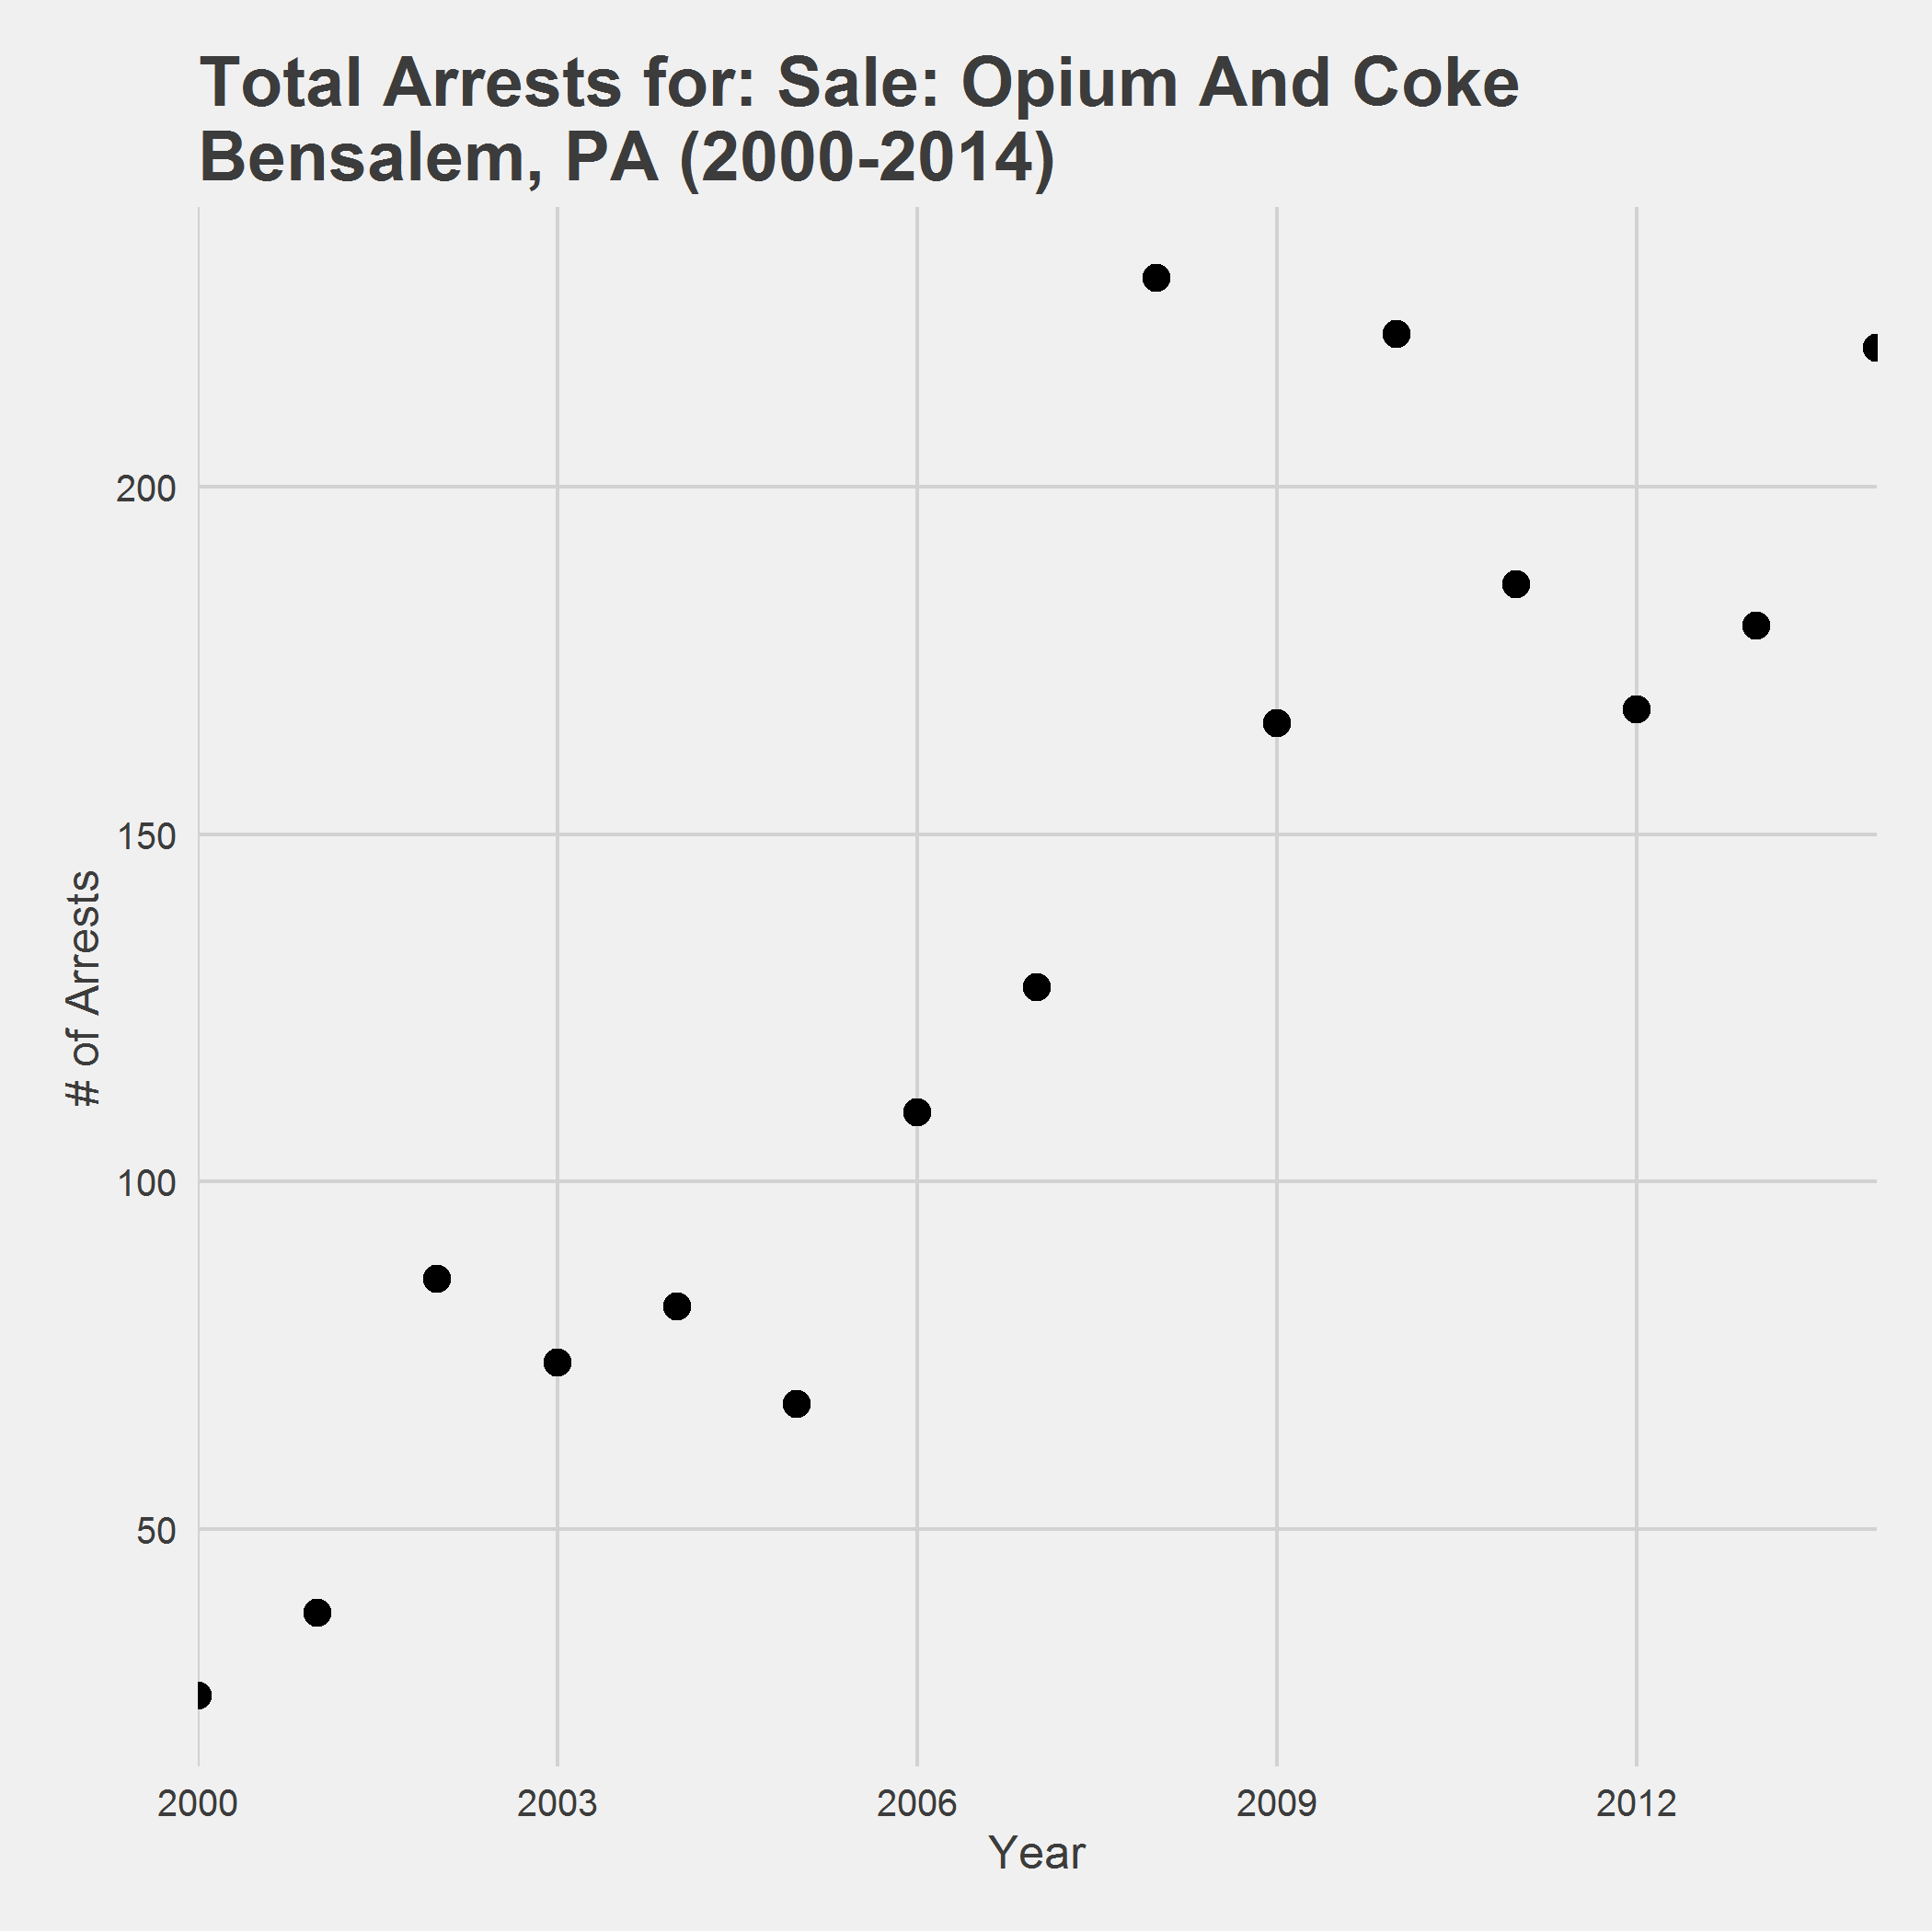 Total Arrests for: Sale: Opium And Coke
Bensalem, PA (2000-2014)
200
150
100
50
# of Arrests
2000 2003 2006 2009 2012
Year